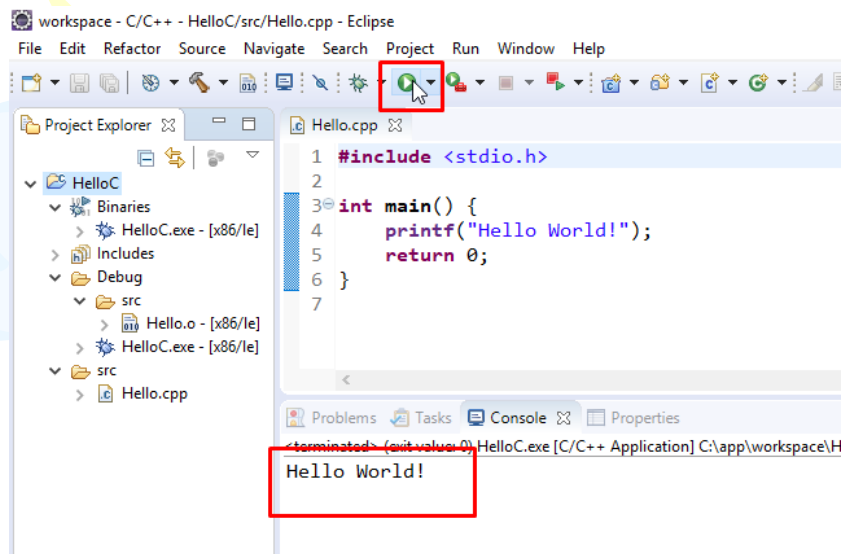 workspace - C/C++ - HelloC/src/Hello.cpp - Eclipse
File Edit Refactor Source Navigate Search Project Run Window Help
Project Explorer
HelloC
Binaries
HelloC.exe - [x86/le]
Includes
Debug
src
Hello.o - [x86/le]
HelloC.exe - [x86/le]
src
Hello.cpp
Hello.cpp
1 #include <stdio.h>
2
3 int main() {
4 printf("Hello World!");
5 return 0;
6 }
7
Problems Tasks Console Properties
<terminated> (exit value: 0) HelloC.exe [C/C++ Application] C:\app\workspace\H
Hello World!